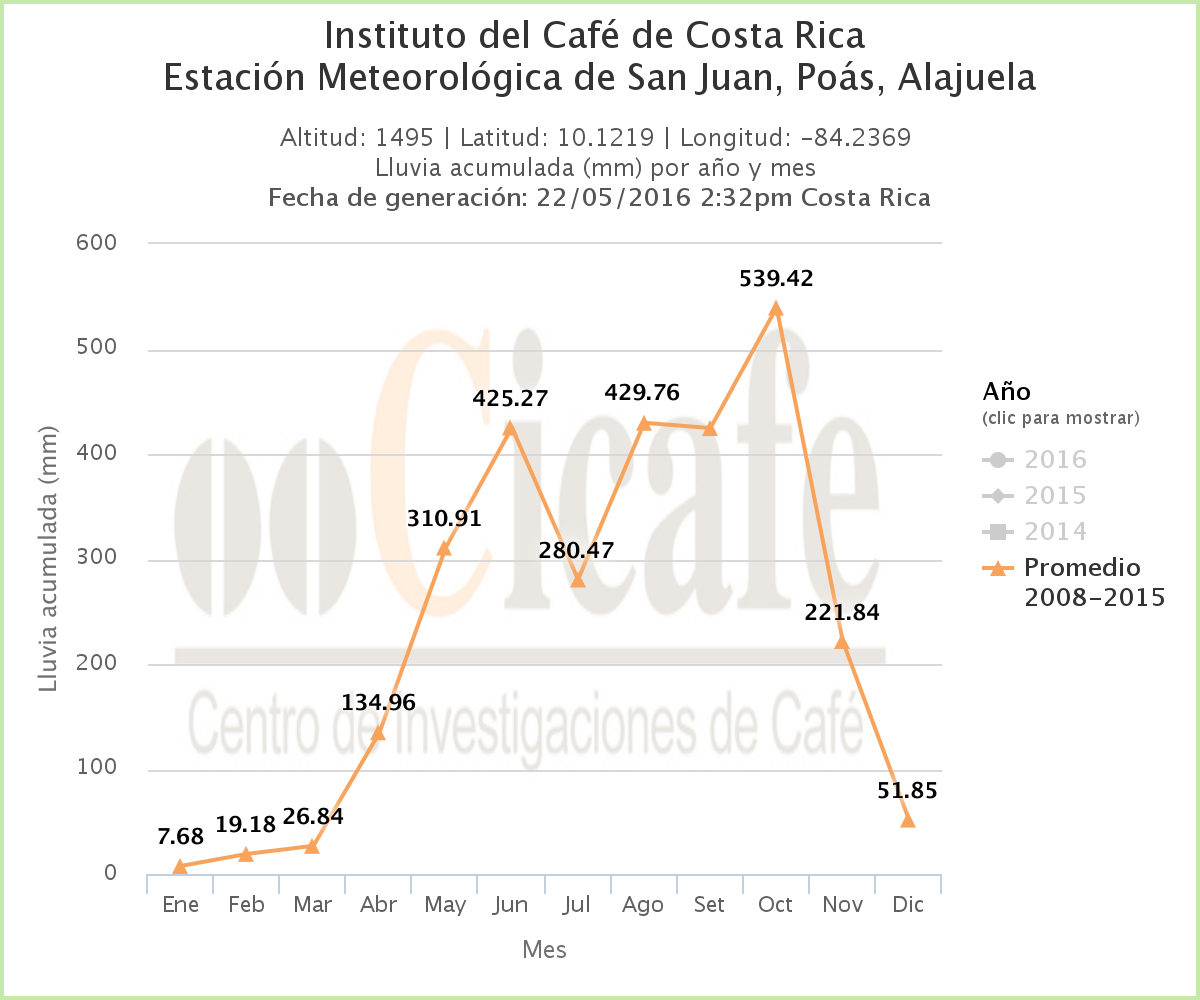 Instituto del Café de Costa Rica
Estación Meteorológica de San Juan, Poás, Alajuela
Altitud: 1495 | Latitud: 10.1219 | Longitud: -84.2369
Lluvia acumulada (mm) por año y mes
Fecha de generación: 22/05/2016 2:32pm Costa Rica
600
500
400
300
200
100
0
Lluvia acumulada (mm)
7.68
19.18
26.84
134.96
310.91
425.27
280.47
429.76
539.42
221.84
51.85
Cicafe
Centro de Investigaciones de Café
Ene Feb Mar Abr May Jun Jul Ago Set Oct Nov Dic
Mes
Año
(clic para mostrar)
2016
2015
2014
Promedio
2008-2015